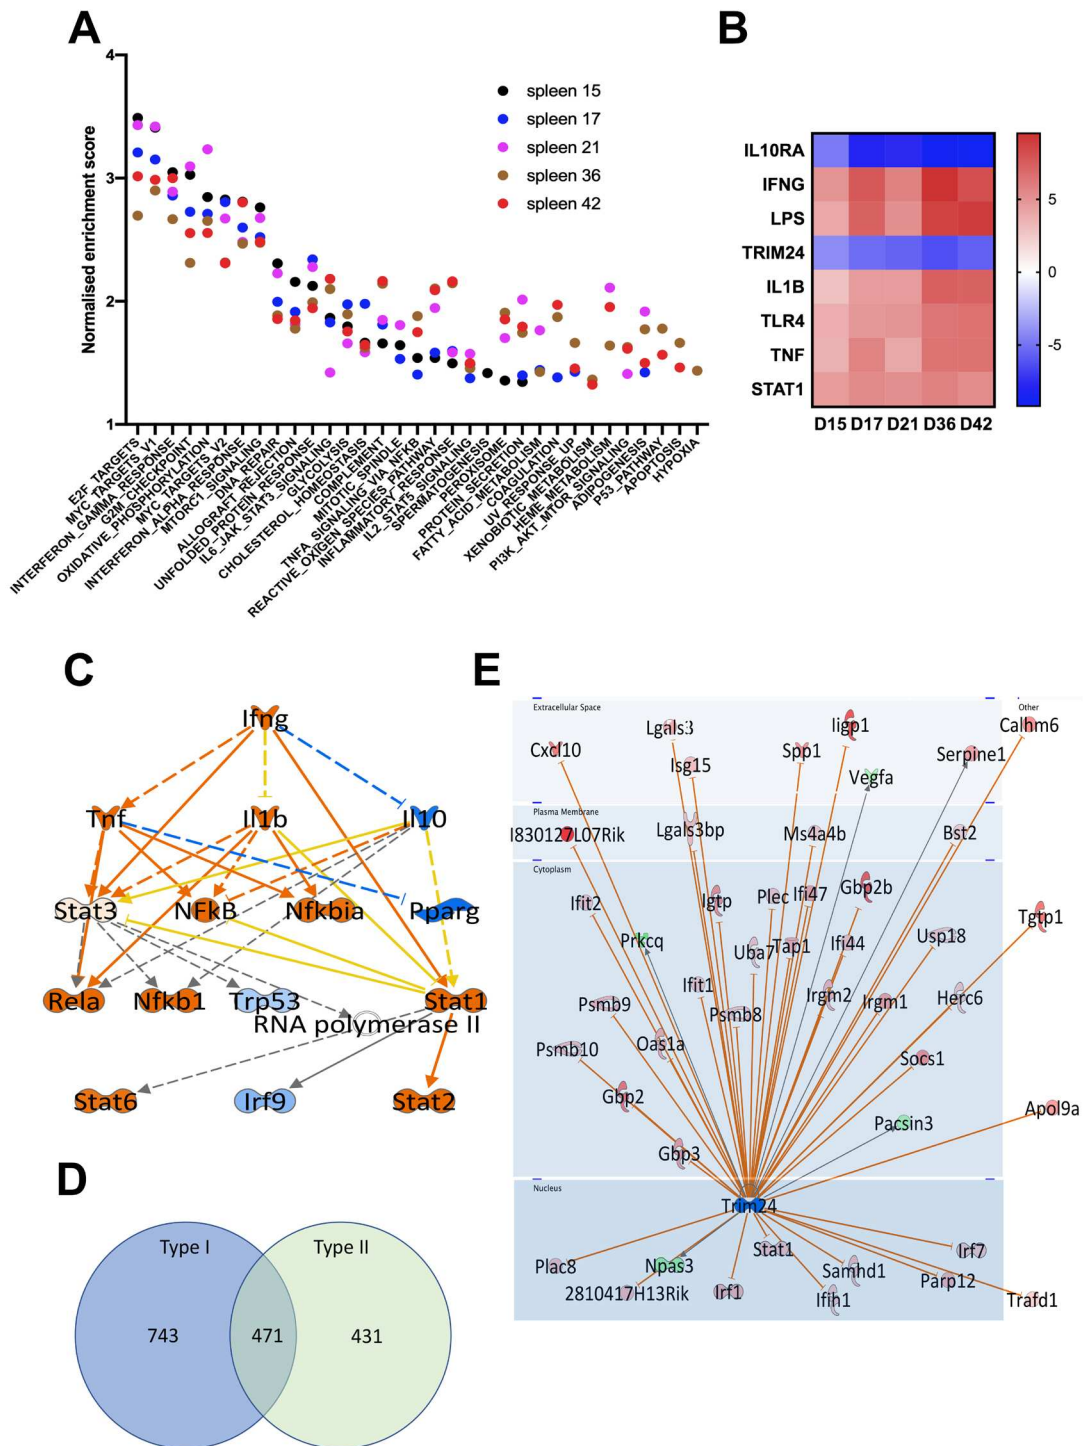 A
B
4
3
2
1
Normalised enrichment score
spleen 15
spleen 17
spleen 21
spleen 36
spleen 42
E2F_TARGETS
MYC_TARGETS_V1
INTERFERON_GAMMA_RESPONSE
G2M_CHECKPOINT
OXIDATIVE_PHOSPHORYLATION
MYC_TARGETS_V2
INTERFERON_ALPHA_RESPONSE
MTORC1_SIGNALING
DNA_REPAIR
ALLOGRAFT_REJECTION
UNFOLDED_PROTEIN_RESPONSE
IL6_JAK_STAT3_SIGNALING
GLYCOLYSIS
CHOLESTEROL_HOMEOSTASIS
COMPLEMENT
MITOTIC_SPINDLE
TNFA_SIGNALING_VIA_NFKB
REACTIVE_OXIGEN_SPECIES_PATHWAY
INFLAMMATORY_RESPONSE
IL2_STAT5_SIGNALING
SPERMATOGENESIS
PEROXISOME
PROTEIN_SECRETION
FATTY_ACID_METABOLISM
COAGULATION
UV_RESPONSE_UP
XENOBIOTIC_METABOLISM
HEME_METABOLISM
PI3K_AKT_MTOR_SIGNALING
ADIPOGENESIS
P53_PATHWAY
APOPTOSIS
HYPOXIA
IL10RA
IFNG
LPS
TRIM24
IL1B
TLR4
TNF
STAT1
D15 D17 D21 D36 D42
5
0
-5
C
Ifng
Tnf Il1b Il10
Stat3 NFkB Nfkbia Pparg
Rela Nfkb1 Trp53 Stat1
RNA polymerase II
Stat6 Irf9 Stat2
D
Type I Type II
743 471 431
E
Extracellular Space
Other
Lgals3
Iigp1
Calhm6
Cxcl10
Isg15
Spp1
Vegfa
Serpine1
Plasma Membrane
I830127L07Rik
Lgals3bp
Ms4a4b
Bst2
Cytoplasm
Ifit2
Igtp
Plec
Ifi47
Gbp2b
Tgtp1
Prkcq
Uba7
Tap1
Ifi44
Usp18
Ifit1
Psmb9
Psmb8
Irgm2
Irgm1
Herc6
Psmb10
Oas1a
Socs1
Gbp2
Pacsin3
Apol9a
Gbp3
Nucleus
Trim24
Plac8
Npas3
Stat1
Samhd1
Irf7
2810417H13Rik
Irf1
Ifih1
Parp12
Trafd1